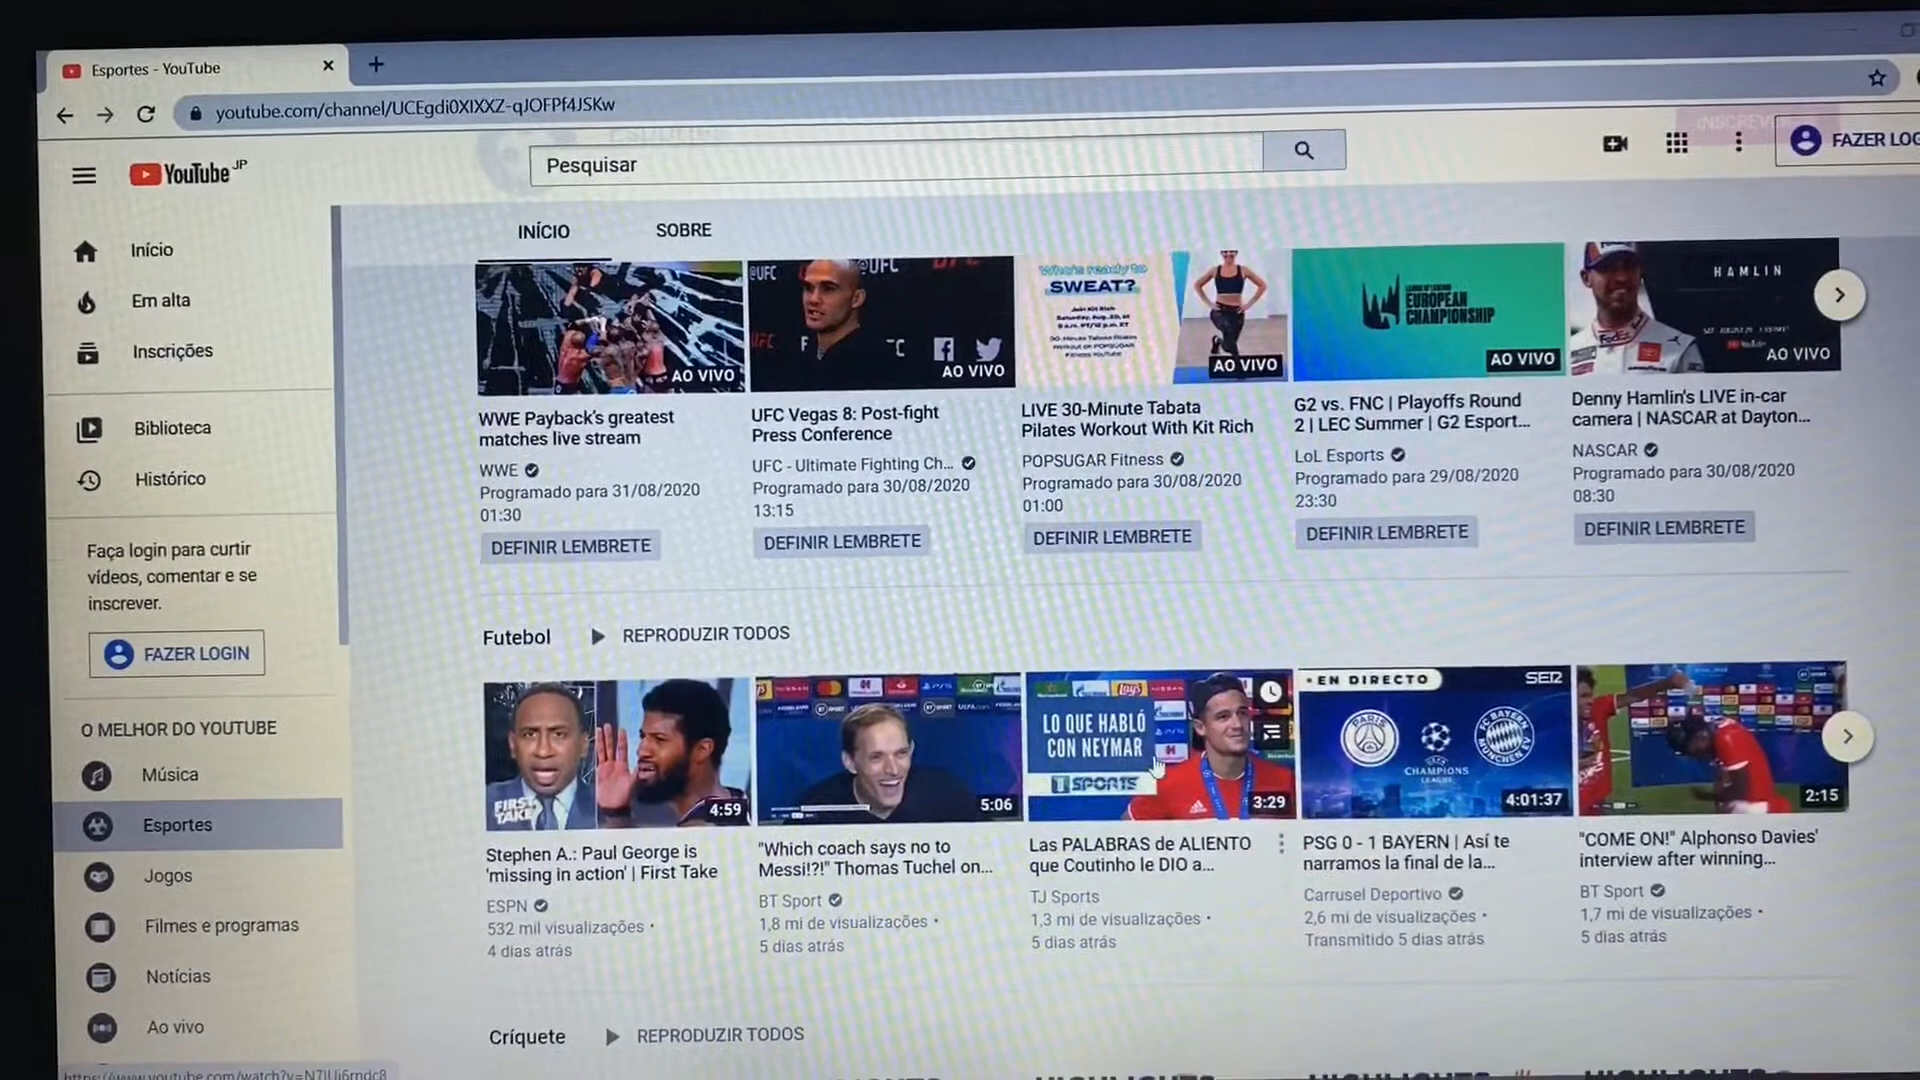 Esportes - YouTube
youtube.com/channel/UCEgdi0XIXXZ-qJOFPf4JSKw
YouTube JP
Pesquisar
FAZER LOG
INÍCIO
SOBRE
Início
Em alta
Inscrições
Biblioteca
Histórico
Faça login para curtir
vídeos, comentar e se
inscrever.
FAZER LOGIN
O MELHOR DO YOUTUBE
Música
Esportes
Jogos
Filmes e programas
Notícias
Ao vivo
AO VIVO
WWE Payback's greatest
matches live stream
WWE
Programado para 31/08/2020
01:30
DEFINIR LEMBRETE
@UFC
@UFC
UFC
AO VIVO
UFC Vegas 8: Post-fight
Press Conference
UFC - Ultimate Fighting Ch...
Programado para 30/08/2020
13:15
DEFINIR LEMBRETE
Who's ready to
SWEAT?
Join Kit Rich
AO VIVO
LIVE 30-Minute Tabata
Pilates Workout With Kit Rich
POPSUGAR Fitness
Programado para 30/08/2020
01:00
DEFINIR LEMBRETE
EUROPEAN
CHAMPIONSHIP
AO VIVO
G2 vs. FNC | Playoffs Round
2 | LEC Summer | G2 Esport...
LoL Esports
Programado para 29/08/2020
23:30
DEFINIR LEMBRETE
HAMLIN
FedEx
AO VIVO
Denny Hamlin's LIVE in-car
camera | NASCAR at Dayton...
NASCAR
Programado para 30/08/2020
08:30
DEFINIR LEMBRETE
Futebol
REPRODUZIR TODOS
FIRST
TAKE
4:59
Stephen A.: Paul George is
'missing in action' | First Take
ESPN
532 mil visualizações •
4 dias atrás
5:06
"Which coach says no to
Messi!?!" Thomas Tuchel on...
BT Sport
1,8 mi de visualizações •
5 dias atrás
LO QUE HABLÓ
CON NEYMAR
SPORTS
3:29
Las PALABRAS de ALIENTO
que Coutinho le DIO a...
TJ Sports
1,3 mi de visualizações •
5 dias atrás
• EN DIRECTO
SER
PARIS
CHAMPIONS
LEAGUE
FC BAYERN
4:01:37
PSG 0 - 1 BAYERN | Así te
narramos la final de la...
Carrusel Deportivo
2,6 mi de visualizações •
Transmitido 5 dias atrás
2:15
"COME ON!" Alphonso Davies'
interview after winning...
BT Sport
1,7 mi de visualizações •
5 dias atrás
Críquete
REPRODUZIR TODOS